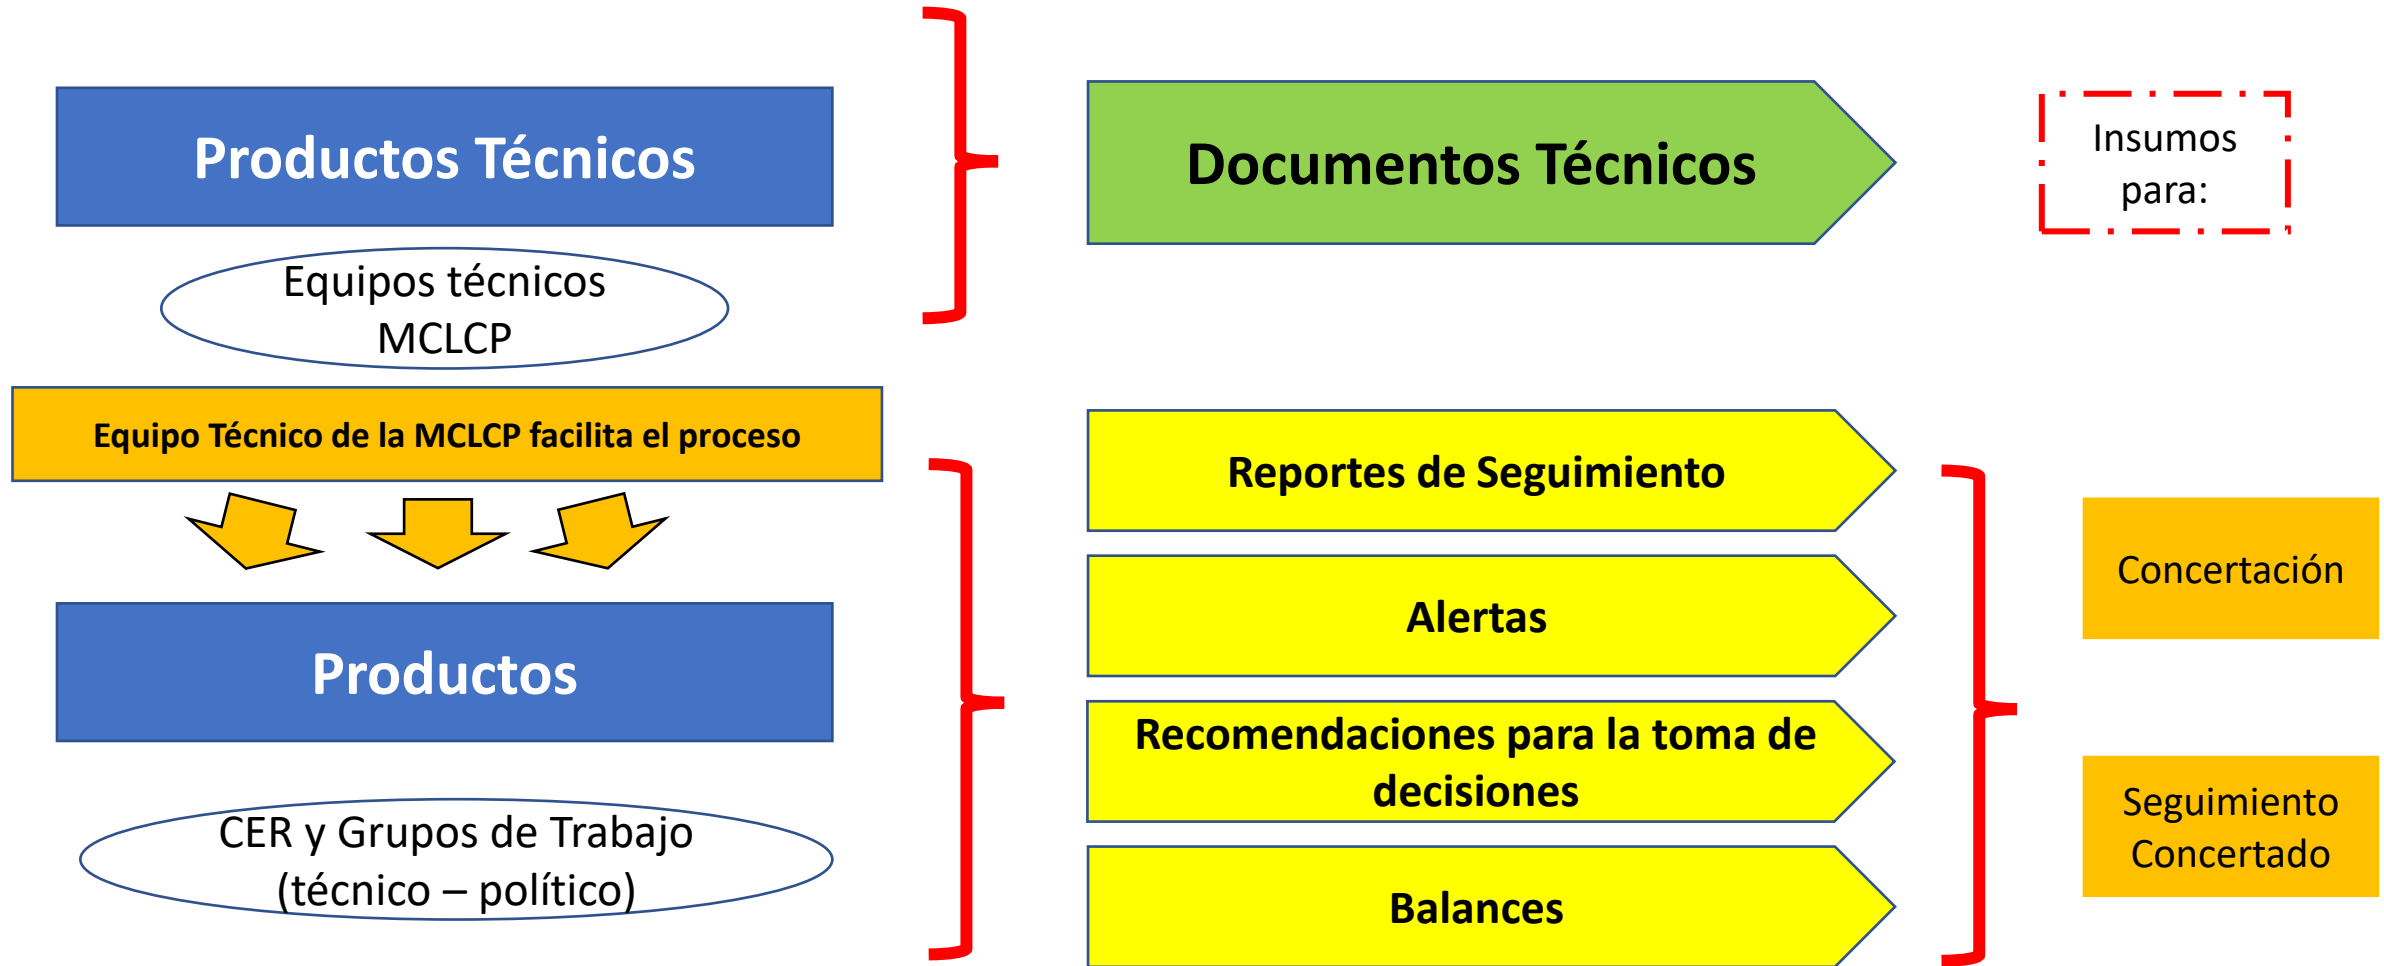 Productos Técnicos
Equipos técnicos
MCLCP
Equipo Técnico de la MCLCP facilita el proceso
Productos
CER y Grupos de Trabajo
(técnico – político)
Documentos Técnicos
Reportes de Seguimiento
Alertas
Recomendaciones para la toma de
decisiones
Balances
Insumos
para:
Concertación
Seguimiento
Concertado